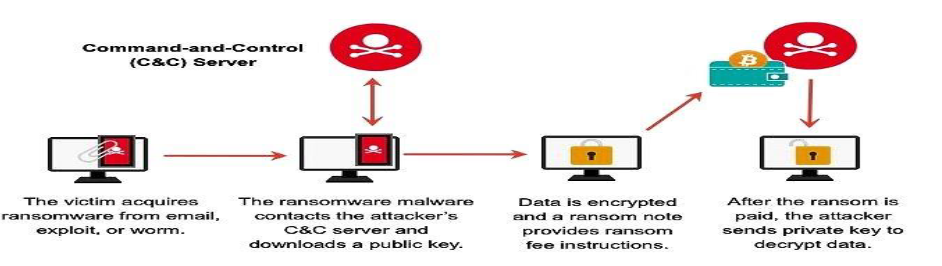 Command-and-Control
(C&C) Server
The victim acquires
ransomware from email,
exploit, or worm.
The ransomware malware
contacts the attacker's
C&C server and
downloads a public key.
Data is encrypted
and a ransom note
provides ransom
fee instructions.
After the ransom is
paid, the attacker
sends private key to
decrypt data.